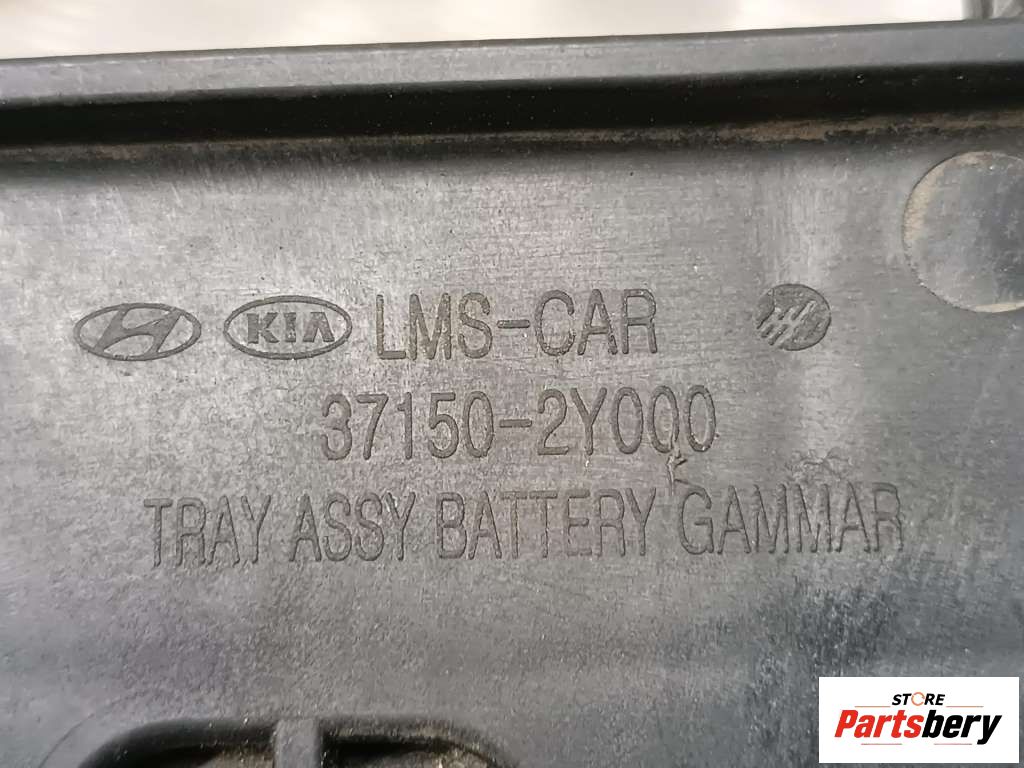 KIA LMS-CAR
37150-2Y000
TRAY ASSY BATTERY GAMMAR
STORE
Partsbery